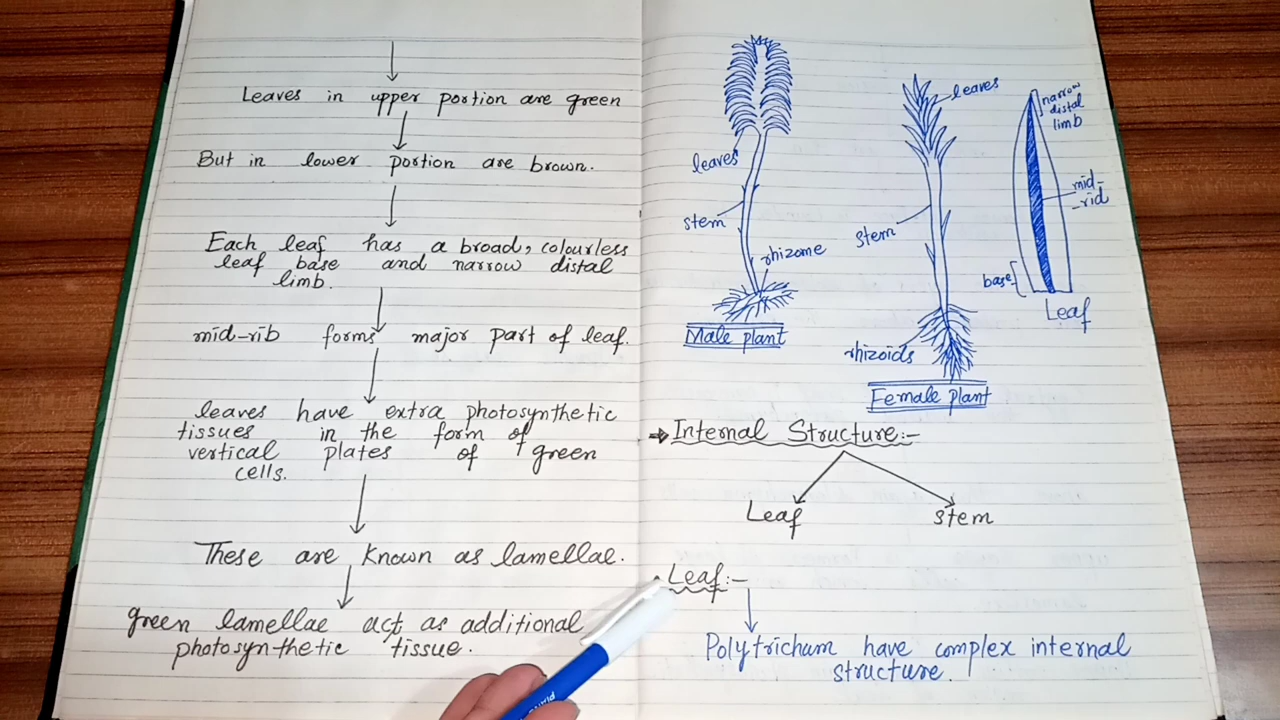 Leaves in upper portion are green
But in lower portion are brown.
Each leaf has a broad, colourless
leaf base and narrow distal
limb.
mid-rib forms major part of leaf.
leaves have extra photosynthetic
tissues in the form of
vertical plates of green
cells.
These are known as lamellae.
green lamellae act as additional
photosynthetic tissue.
leaves
stem
rhizome
Male plant
leaves
stem
rhizoids
Female plant
narrow
distal
limb
mid-
-rid
base
Leaf
Internal Structure:-
Leaf stem
Leaf:-
Polytricham have complex internal
structure.